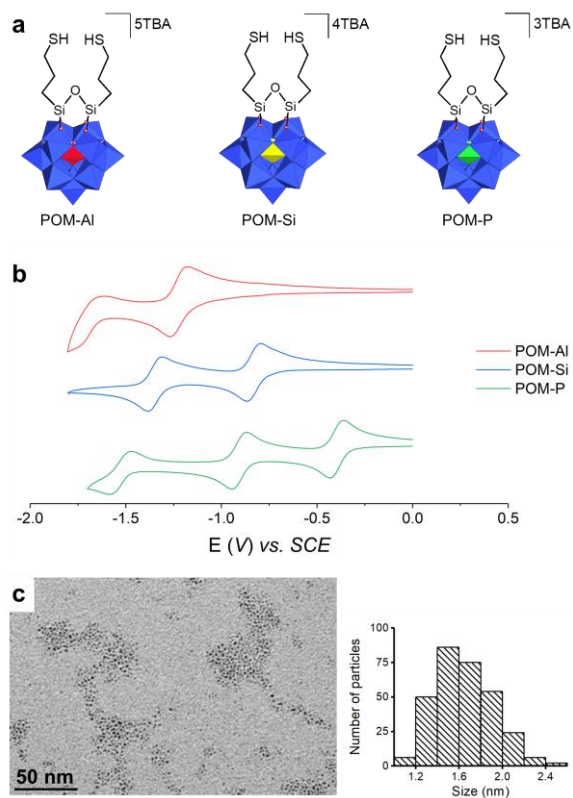 a
5TBA
4TBA
3TBA
SH HS
SH HS
SH HS
O
O
O
Si Si
Si Si
Si Si
POM-Al
POM-Si
POM-P
b
POM-Al
POM-Si
POM-P
-2.0 -1.5 -1.0 -0.5 0.0 0.5
E (V) vs. SCE
c
50 nm
Number of particles
100
75
50
25
0
1.2 1.6 2.0 2.4
Size (nm)